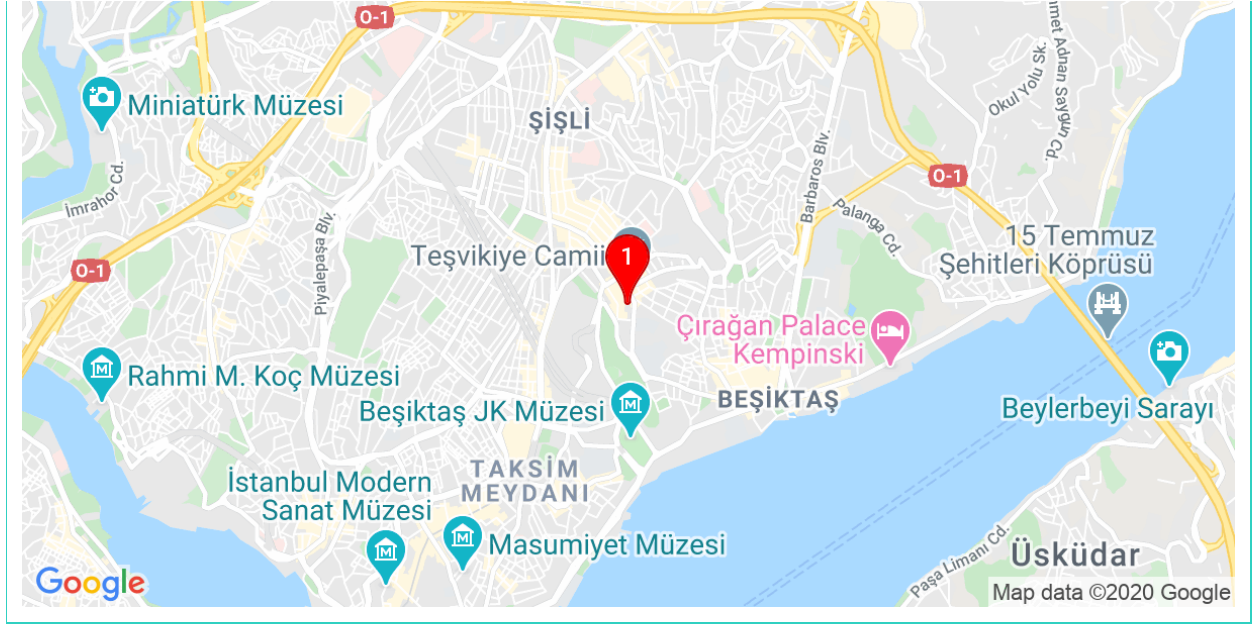 O-1
Miniatürk Müzesi
ŞİŞLİ
Okul Yolu Sk.
hmet Adnan Saygun Cd.
İmrahor Cd.
Piyalepaşa Blv.
Barbaros Blv.
O-1
Palanga Cd.
15 Temmuz
Şehitleri Köprüsü
Teşvikiye Camii
1
O-1
Çırağan Palace
Kempinski
Rahmi M. Koç Müzesi
Beşiktaş JK Müzesi
BEŞİKTAŞ
Beylerbeyi Sarayı
TAKSİM
MEYDANI
İstanbul Modern
Sanat Müzesi
Masumiyet Müzesi
Paşa Limanı Cd.
Üsküdar
Google
Map data ©2020 Google